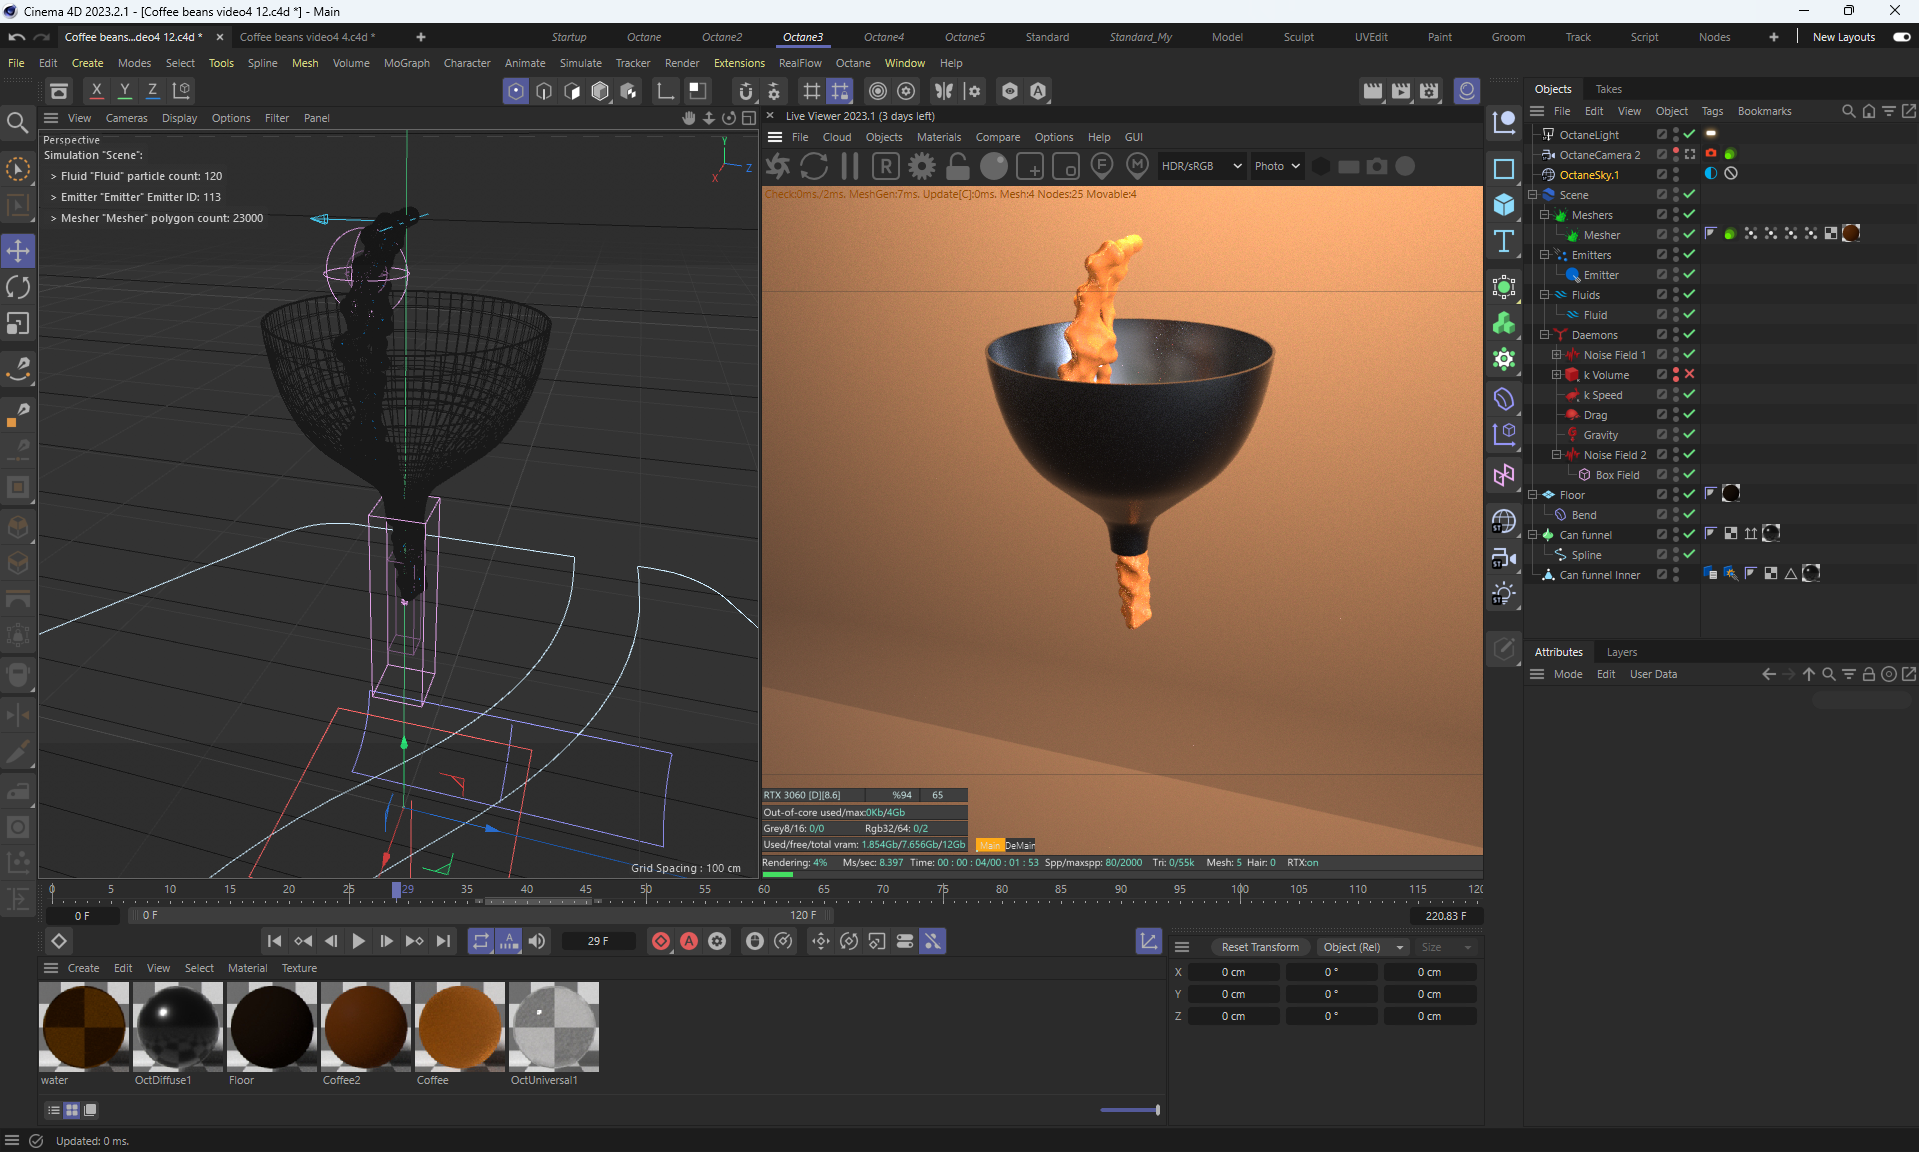 Cinema 4D 2023.2.1 - [Coffee beans video4 12.c4d *] - Main
Coffee beans...deo4 12.c4d * × Coffee beans video4 4.c4d * + Startup Octane Octane2 Octane3 Octane4 Octane5 Standard Standard_My Model Sculpt UVEdit Paint Groom Track Script Nodes + New Layouts
File Edit Create Modes Select Tools Spline Mesh Volume MoGraph Character Animate Simulate Tracker Render Extensions RealFlow Octane Window Help
X Y Z
Objects Takes
File Edit View Object Tags Bookmarks
OctaneLight
OctaneCamera 2
OctaneSky.1
Scene
Meshers
Mesher
Emitters
Emitter
Fluids
Fluid
Daemons
Noise Field 1
k Volume
k Speed
Drag
Gravity
Noise Field 2
Box Field
Floor
Bend
Can funnel
Spline
Can funnel Inner
View Cameras Display Options Filter Panel
Perspective
Simulation "Scene":
> Fluid "Fluid" particle count: 120
> Emitter "Emitter" Emitter ID: 113
> Mesher "Mesher" polygon count: 23000
Y
Z
X
Grid Spacing : 100 cm
Live Viewer 2023.1 (3 days left)
File Cloud Objects Materials Compare Options Help GUI
R F M HDR/sRGB Photo
Check:0ms./2ms. MeshGen:7ms. Update[C]:0ms. Mesh:4 Nodes:25 Movable:4
RTX 3060 [D][8.6] %94 65
Out-of-core used/max:0Kb/4Gb
Grey8/16: 0/0 Rgb32/64: 0/2
Used/free/total vram: 1.854Gb/7.656Gb/12Gb Main DeMain
Rendering: 4% Ms/sec: 8.397 Time: 00 : 00 : 04/00 : 01 : 53 Spp/maxspp: 80/2000 Tri: 0/55k Mesh: 5 Hair: 0 RTX:on
T
ST
ST
ST
Attributes Layers
Mode Edit User Data
0 5 10 15 20 25 29 35 40 45 50 55 60 65 70 75 80 85 90 95 100 105 110 115 120
0 F 0 F 120 F 220.83 F
29 F
Create Edit View Select Material Texture
water OctDiffuse1 Floor Coffee2 Coffee OctUniversal1
Reset Transform Object (Rel) Size
X 0 cm 0 ° 0 cm
Y 0 cm 0 ° 0 cm
Z 0 cm 0 ° 0 cm
Updated: 0 ms.